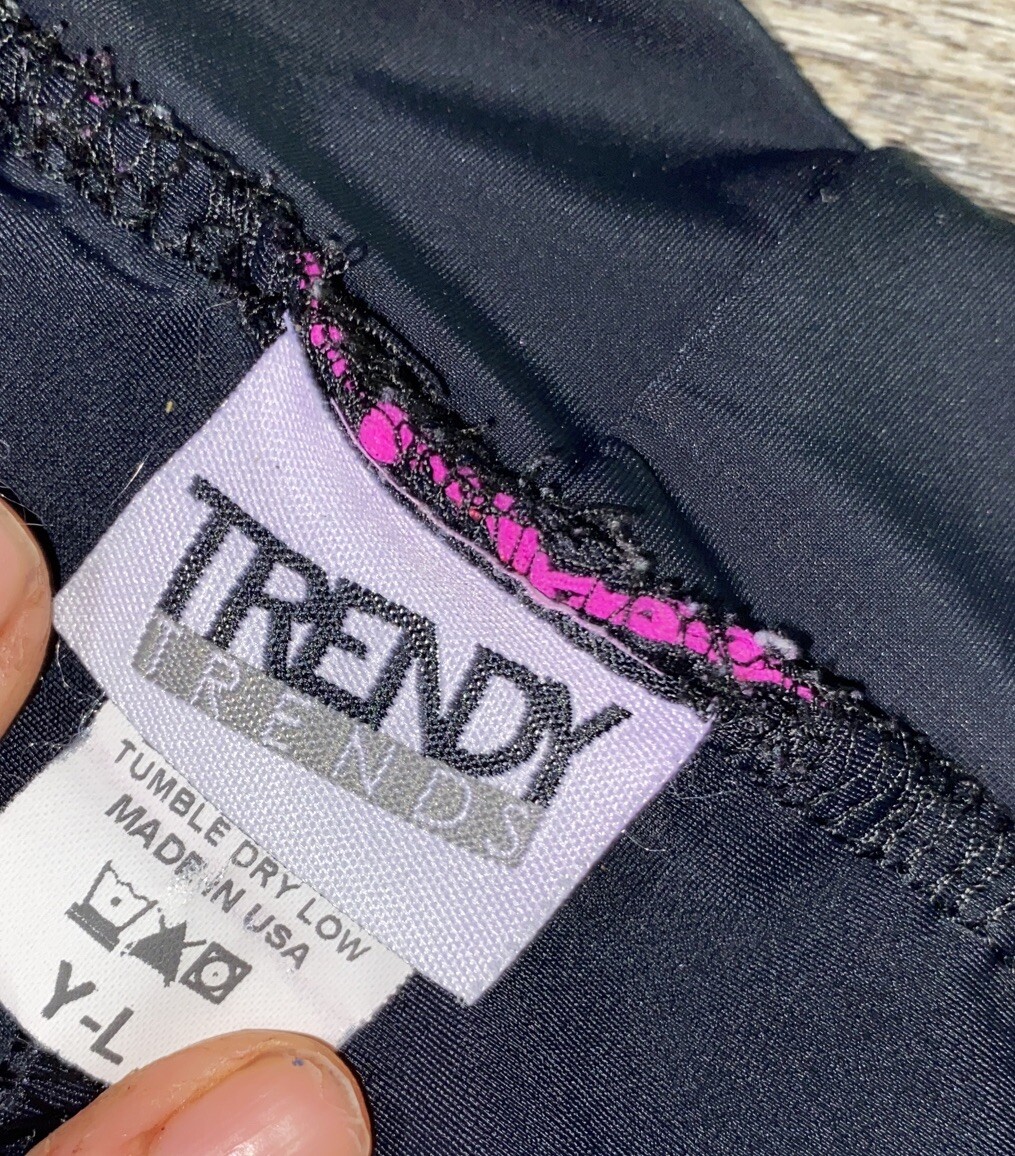 TRENDY
TRENDS
TUMBLE DRY LOW
MADE IN USA
Y-L